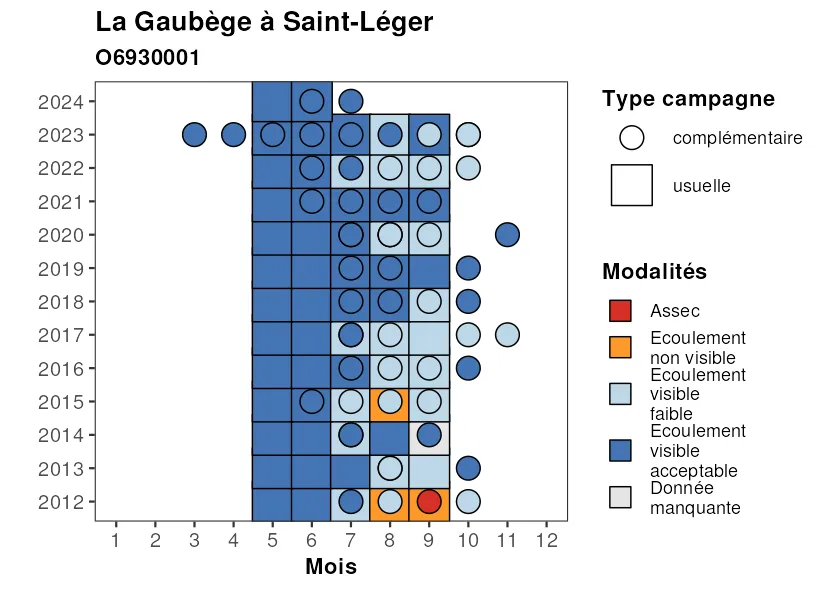 La Gaubège à Saint-Léger
O6930001
2024
2023
2022
2021
2020
2019
2018
2017
2016
2015
2014
2013
2012
1 2 3 4 5 6 7 8 9 10 11 12
Mois
Type campagne
complémentaire
usuelle
Modalités
Assec
Ecoulement
non visible
Ecoulement
visible
faible
Ecoulement
visible
acceptable
Donnée
manquante